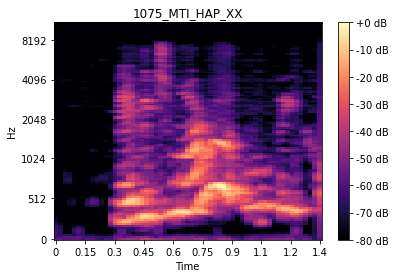 1075_MTI_HAP_XX
+0 dB
8192
-10 dB
4096
-20 dB
-30 dB
2048
Hz
-40 dB
1024
-50 dB
512
-60 dB
-70 dB
0
-80 dB
0 0.15 0.3 0.45 0.6 0.75 0.9 1.1 1.2 1.4
Time